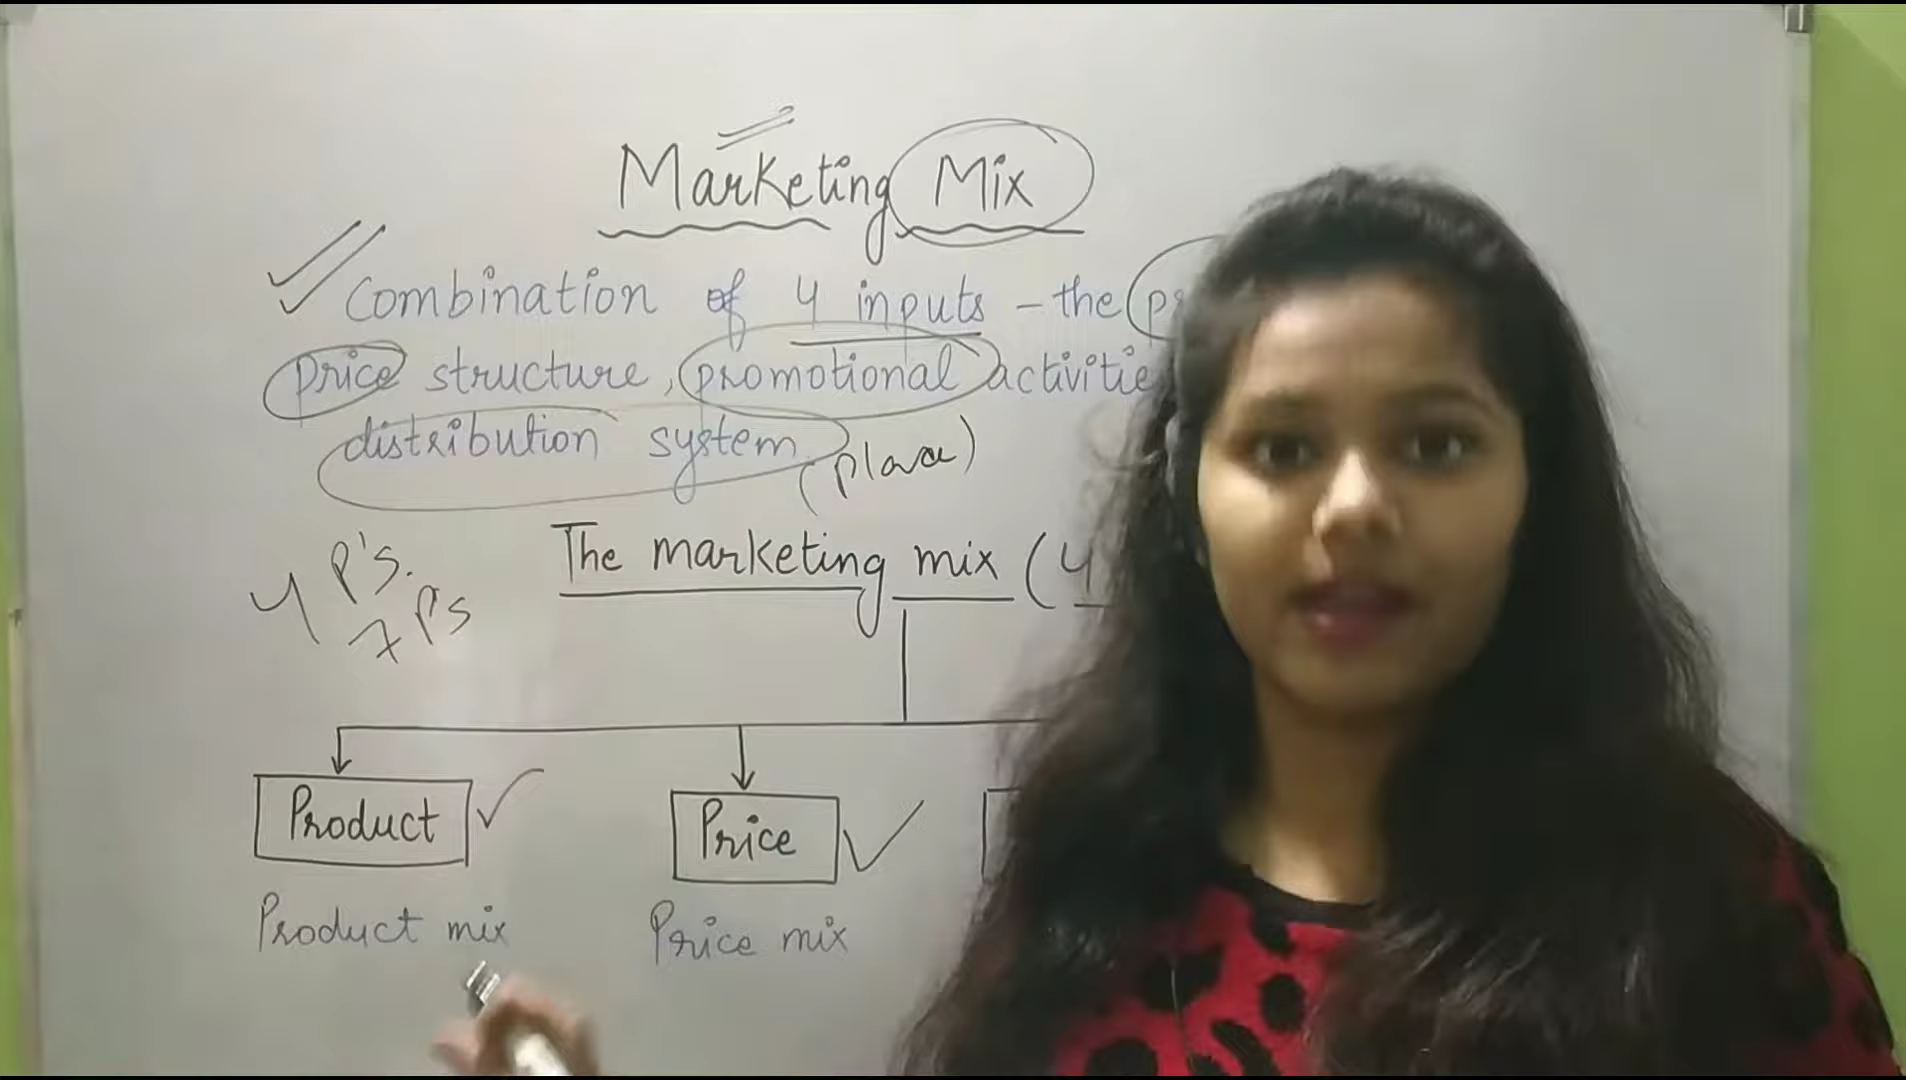 Marketing Mix
Combination of 4 inputs - the
price structure, promotional activitie
distribution system
(place)
The marketing mix (4
4 P's.
7 P's
Product
Price
Product mix
Price mix